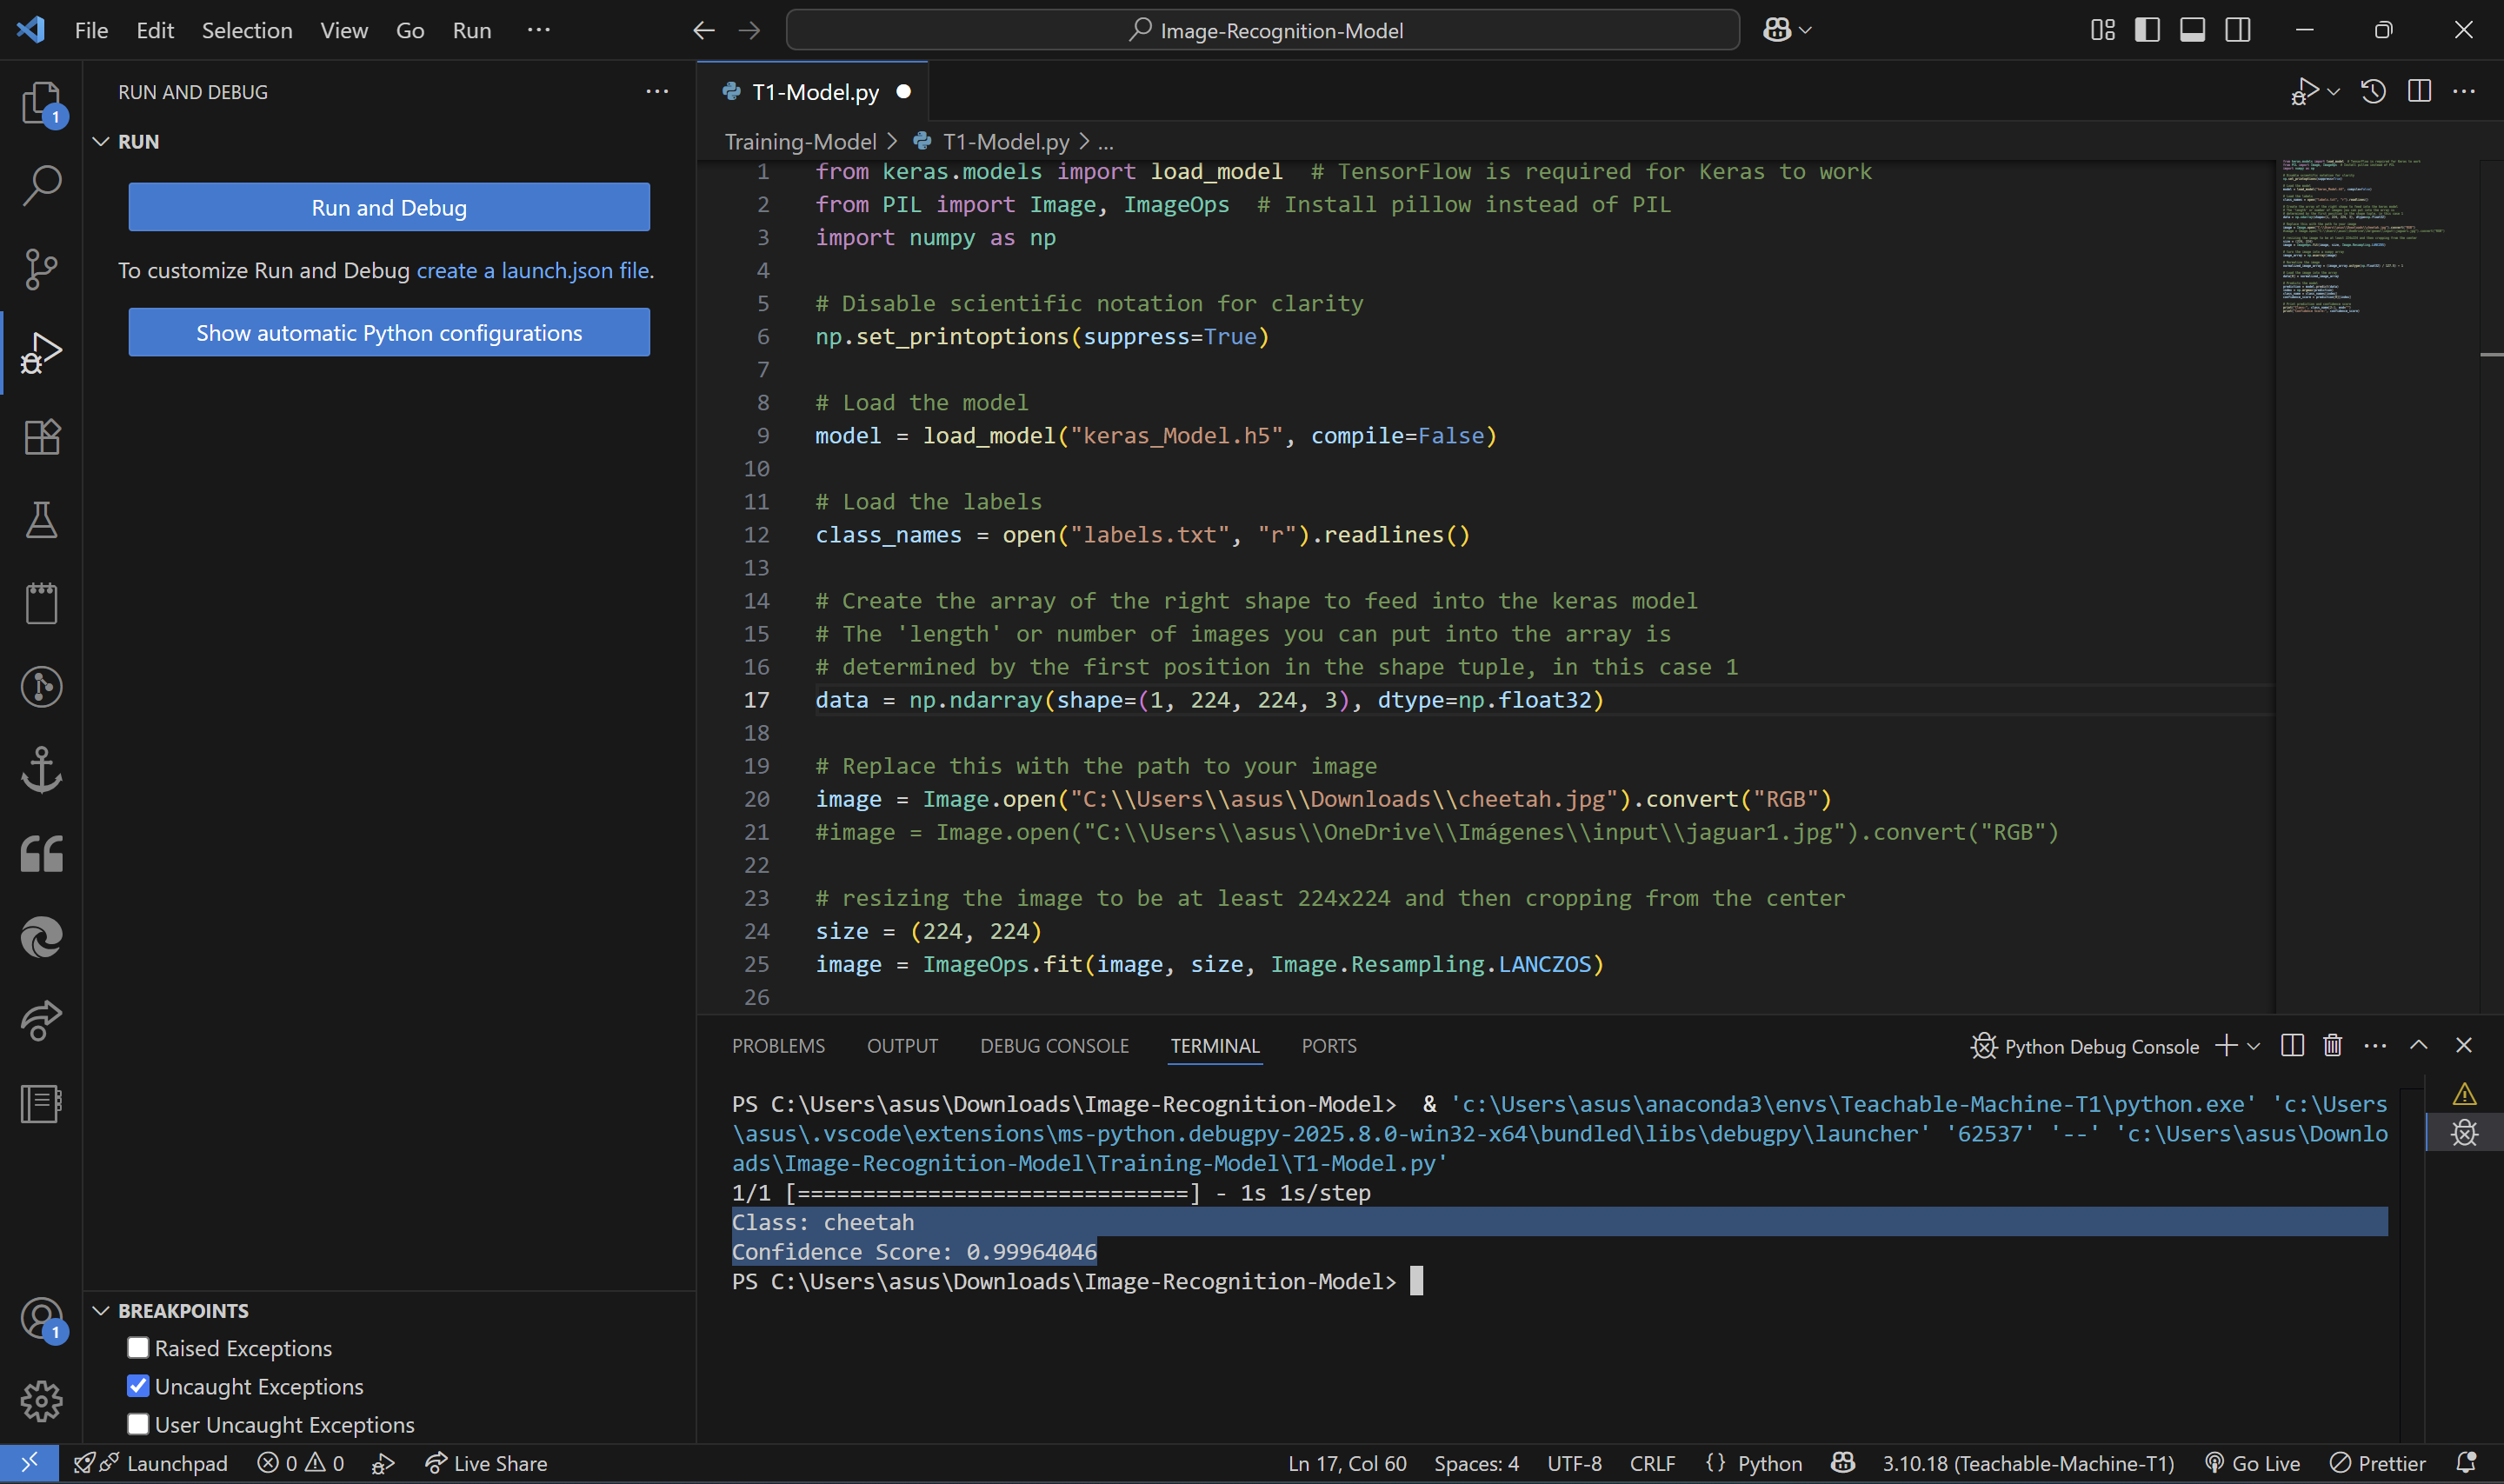 File Edit Selection View Go Run ···
Image-Recognition-Model
RUN AND DEBUG
RUN
Run and Debug
To customize Run and Debug create a launch.json file.
Show automatic Python configurations
BREAKPOINTS
Raised Exceptions
Uncaught Exceptions
User Uncaught Exceptions
1
1
T1-Model.py
Training-Model > T1-Model.py > ...
1 from keras.models import load_model  # TensorFlow is required for Keras to work
2 from PIL import Image, ImageOps  # Install pillow instead of PIL
3 import numpy as np
4
5 # Disable scientific notation for clarity
6 np.set_printoptions(suppress=True)
7
8 # Load the model
9 model = load_model("keras_Model.h5", compile=False)
10
11 # Load the labels
12 class_names = open("labels.txt", "r").readlines()
13
14 # Create the array of the right shape to feed into the keras model
15 # The 'length' or number of images you can put into the array is
16 # determined by the first position in the shape tuple, in this case 1
17 data = np.ndarray(shape=(1, 224, 224, 3), dtype=np.float32)
18
19 # Replace this with the path to your image
20 image = Image.open("C:\\Users\\asus\\Downloads\\cheetah.jpg").convert("RGB")
21 #image = Image.open("C:\\Users\\asus\\OneDrive\\Imágenes\\input\\jaguar1.jpg").convert("RGB")
22
23 # resizing the image to be at least 224x224 and then cropping from the center
24 size = (224, 224)
25 image = ImageOps.fit(image, size, Image.Resampling.LANCZOS)
26
PROBLEMS OUTPUT DEBUG CONSOLE TERMINAL PORTS
Python Debug Console
PS C:\Users\asus\Downloads\Image-Recognition-Model>  & 'c:\Users\asus\anaconda3\envs\Teachable-Machine-T1\python.exe' 'c:\Users
\asus\.vscode\extensions\ms-python.debugpy-2025.8.0-win32-x64\bundled\libs\debugpy\launcher' '62537' '--' 'c:\Users\asus\Downlo
ads\Image-Recognition-Model\Training-Model\T1-Model.py'
1/1 [==============================] - 1s 1s/step
Class: cheetah
Confidence Score: 0.99964046
PS C:\Users\asus\Downloads\Image-Recognition-Model>
Launchpad 0 0 Live Share Ln 17, Col 60 Spaces: 4 UTF-8 CRLF {} Python 3.10.18 (Teachable-Machine-T1) Go Live Prettier